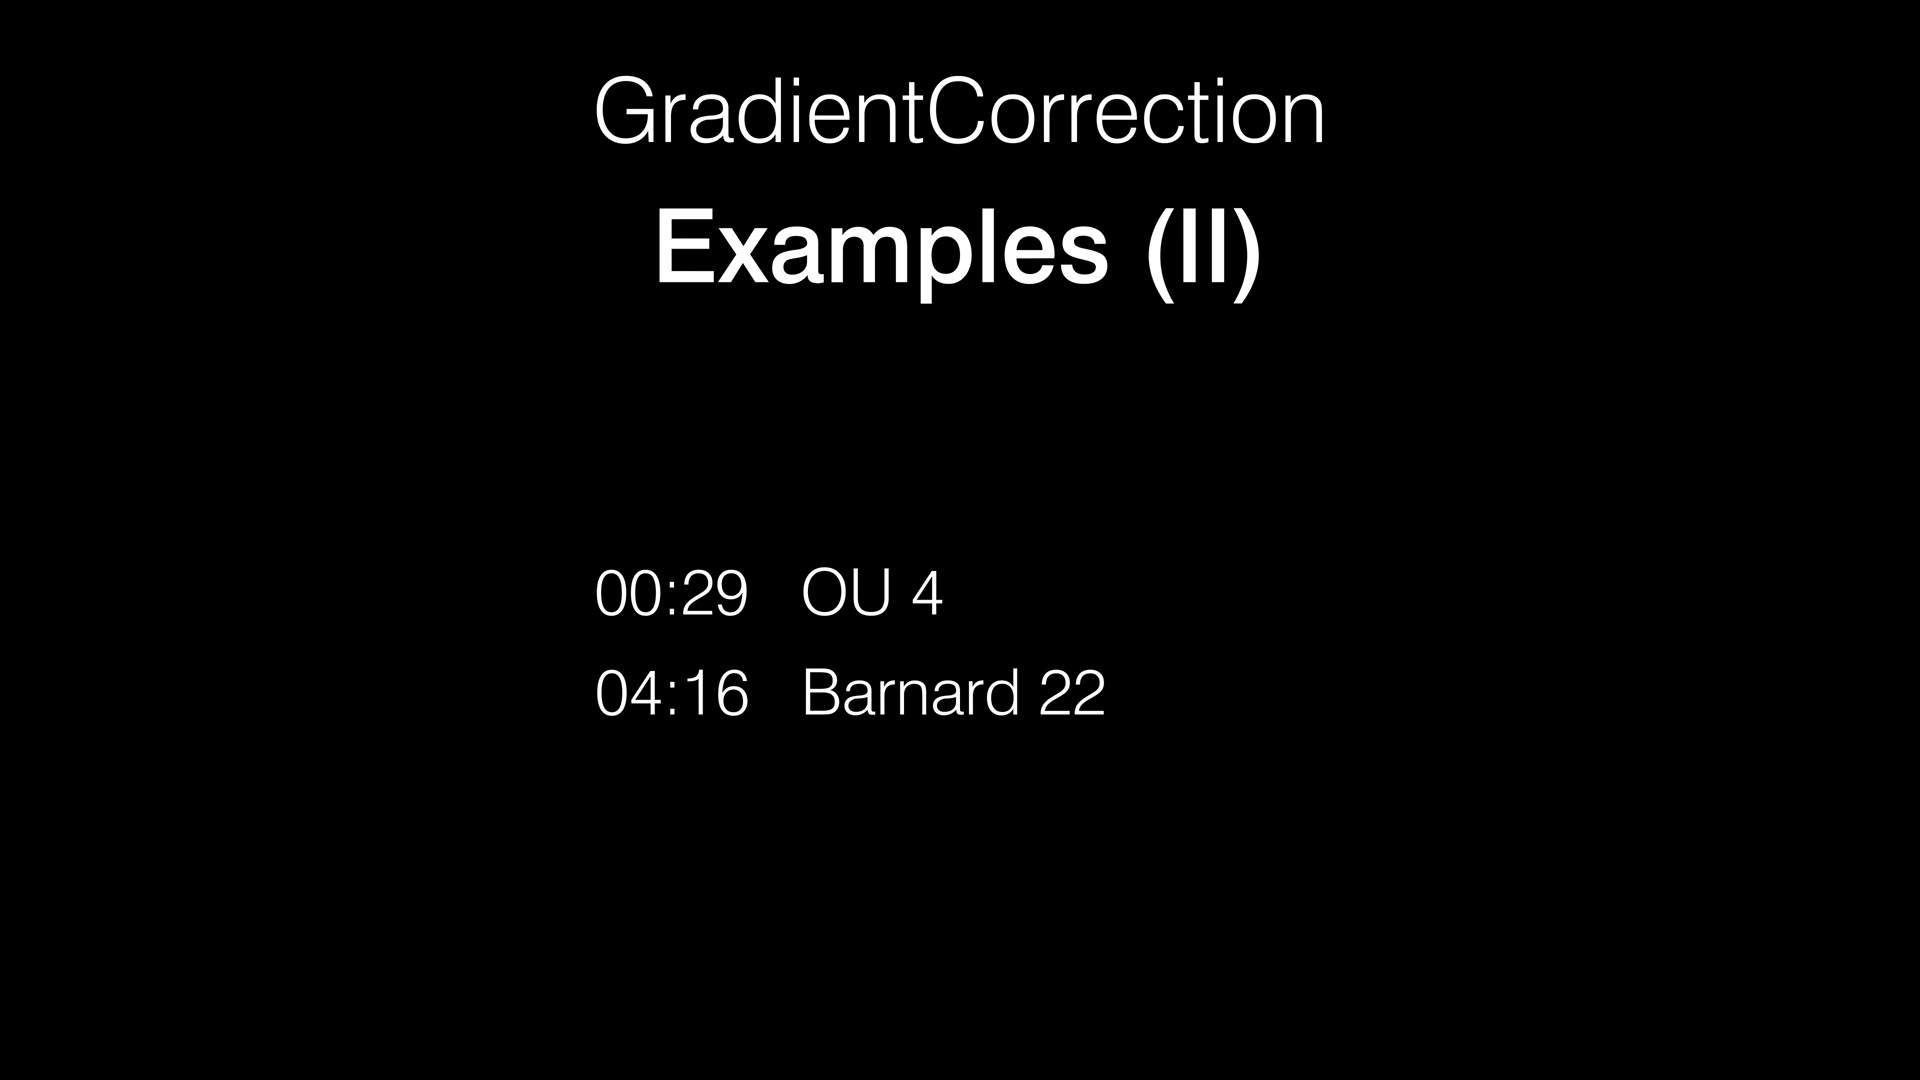 GradientCorrection
Examples (II)
00:29 OU 4
04:16 Barnard 22